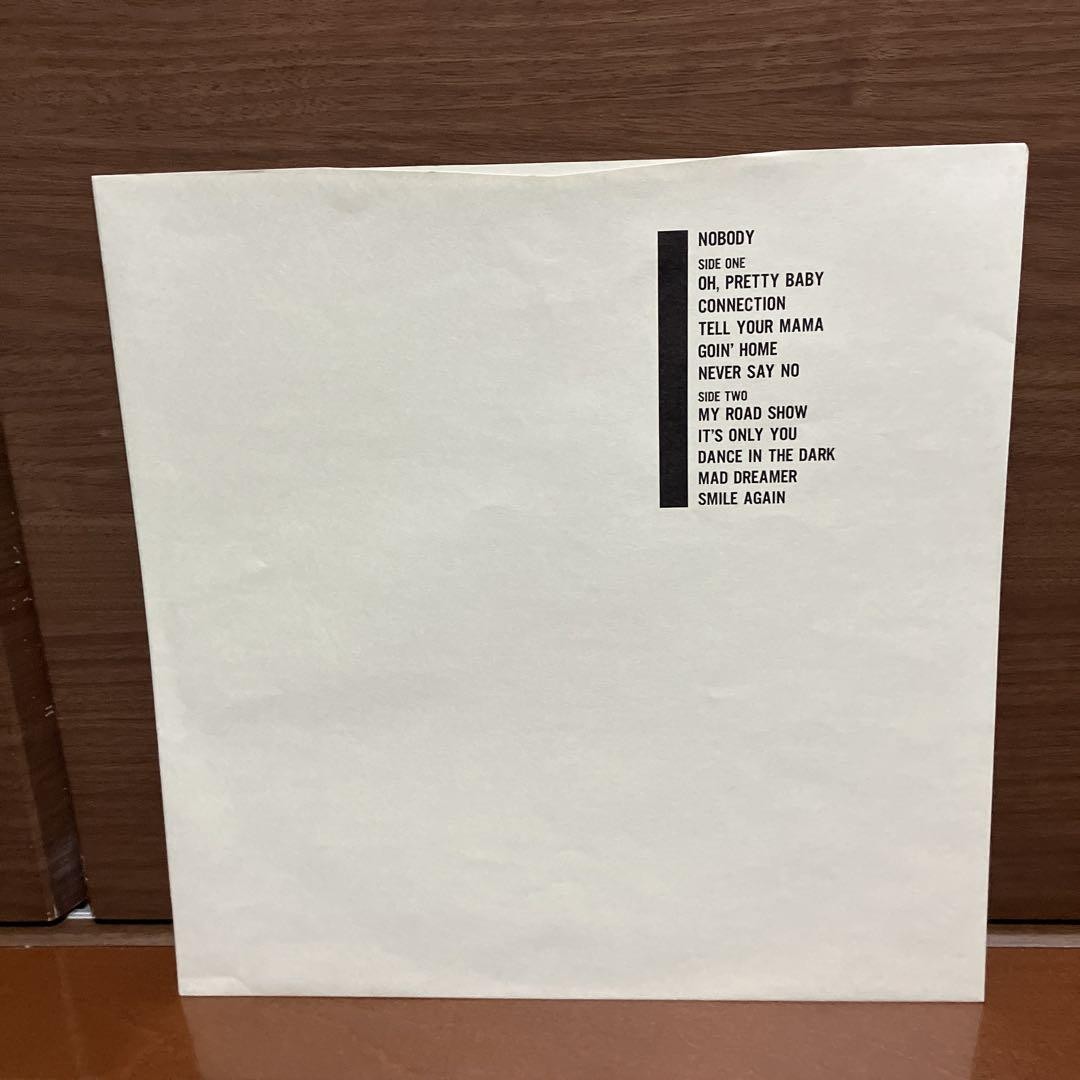 NOBODY
SIDE ONE
OH, PRETTY BABY
CONNECTION
TELL YOUR MAMA
GOIN' HOME
NEVER SAY NO
SIDE TWO
MY ROAD SHOW
IT'S ONLY YOU
DANCE IN THE DARK
MAD DREAMER
SMILE AGAIN